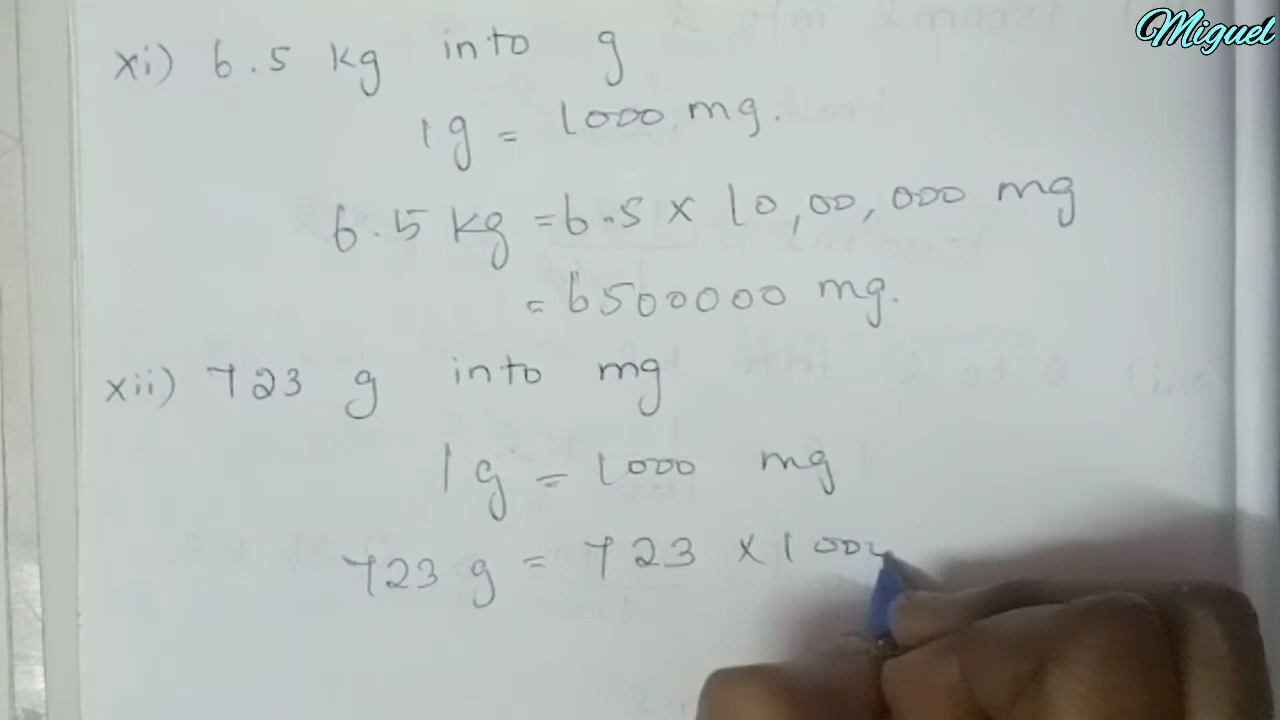 Miguel
xi) 6.5 kg into g
1g = 1000 mg.
6.5 kg = 6.5 x 10,00,000 mg
= 6500000 mg.
xii) 723 g into mg
1g = 1000 mg
723 g = 723 x 1000